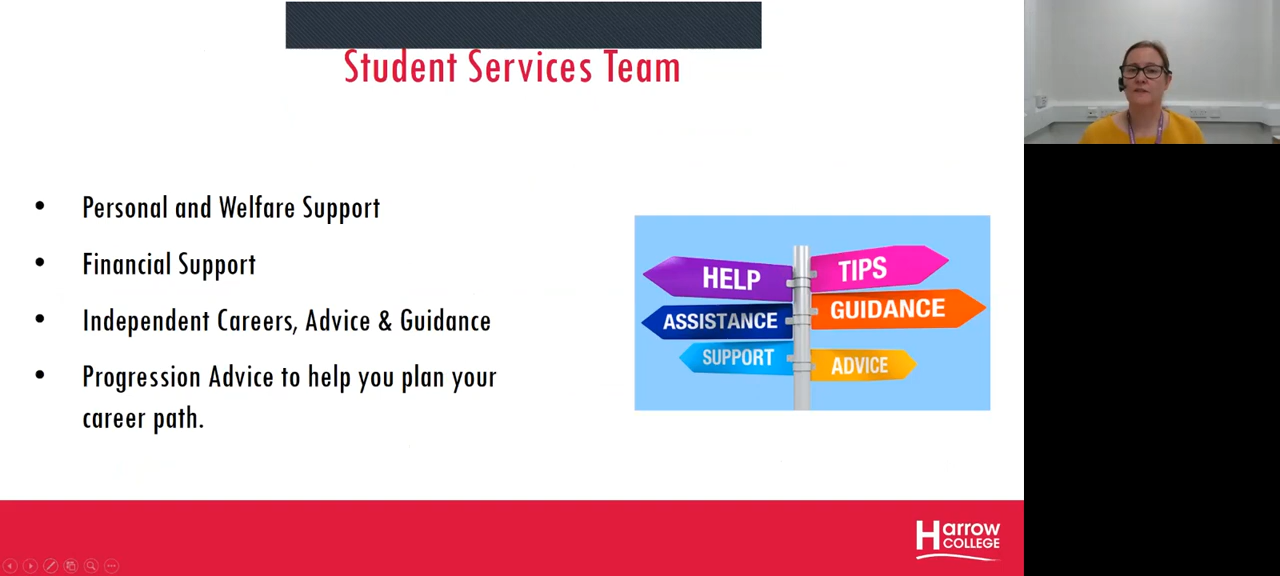 Student Services Team
• Personal and Welfare Support
• Financial Support
• Independent Careers, Advice & Guidance
• Progression Advice to help you plan your
career path.
HELP
TIPS
ASSISTANCE
GUIDANCE
SUPPORT
ADVICE
Harrow
COLLEGE